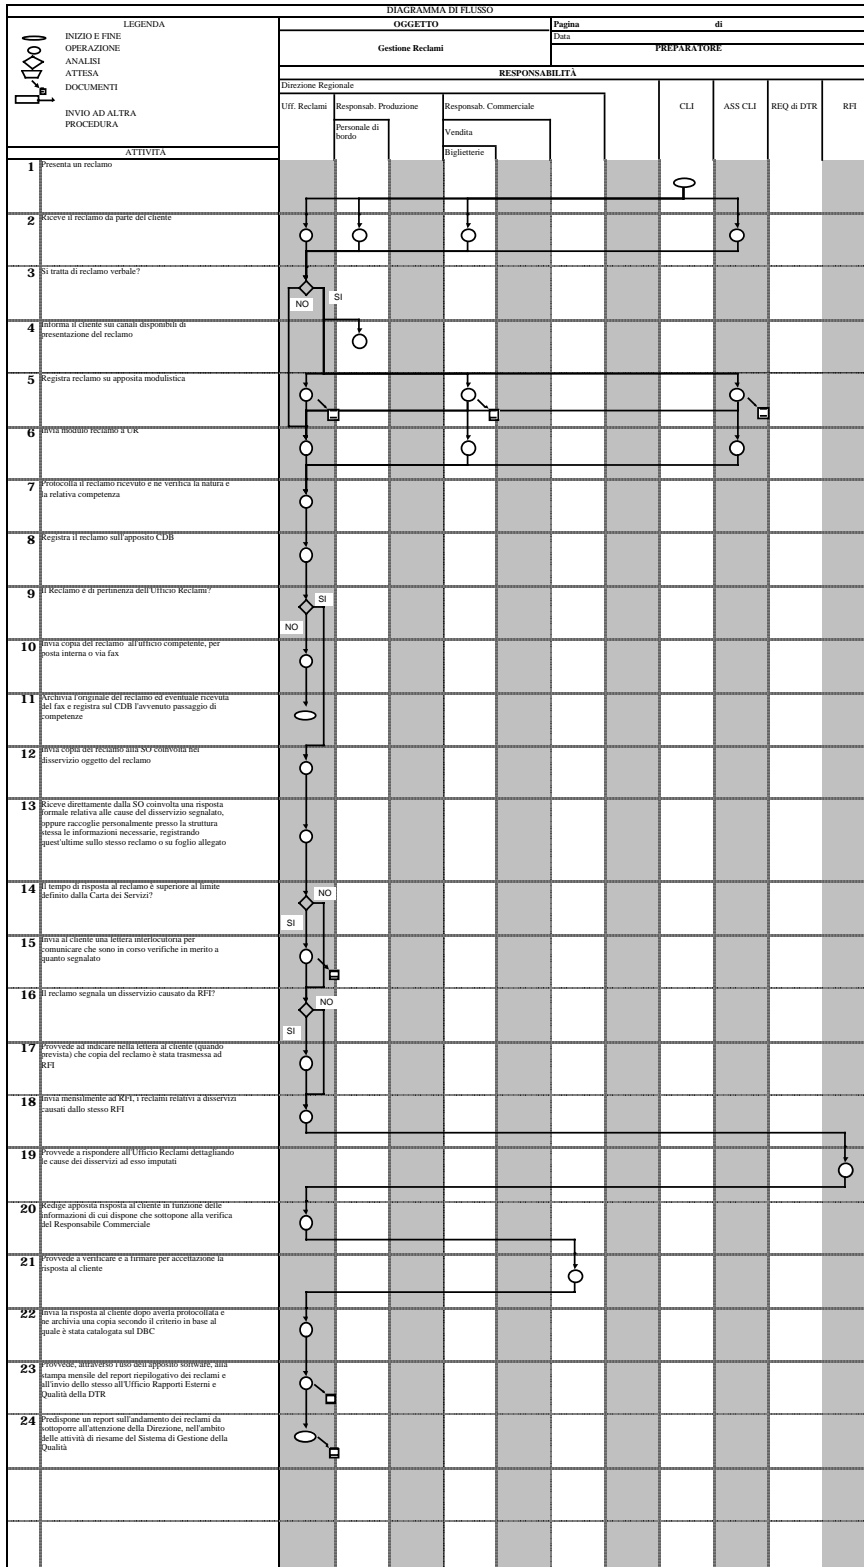 DIAGRAMMA DI FLUSSO
LEGENDA
INIZIO E FINE
OPERAZIONE
ANALISI
ATTESA
DOCUMENTI
INVIO AD ALTRA
PROCEDURA
OGGETTO
Gestione Reclami
Pagina di
Data
PREPARATORE
RESPONSABILITÀ
Direzione Regionale
Uff. Reclami
Responsab. Produzione
Responsab. Commerciale
CLI
ASS CLI
REQ di DTR
RFI
Personale di
bordo
Vendita
Biglietterie
ATTIVITÀ
1 Presenta un reclamo
2 Riceve il reclamo da parte del cliente
3 Si tratta di reclamo verbale?
SI
NO
4 Informa il cliente sui canali disponibili di
presentazione del reclamo
5 Registra reclamo su apposita modulistica
6 Invia modulo reclamo a UR
7 Protocolla il reclamo ricevuto e ne verifica la natura e
la relativa competenza
8 Registra il reclamo sull'apposito CDB
9 Il Reclamo è di pertinenza dell'Ufficio Reclami?
SI
NO
10 Invia copia del reclamo all'ufficio competente, per
posta interna o via fax
11 Archivia l'originale del reclamo ed eventuale ricevuta
del fax e registra sul CDB l'avvenuto passaggio di
competenze
12 Invia copia del reclamo alla SO coinvolta nel
disservizio oggetto del reclamo
13 Riceve direttamente dalla SO coinvolta una risposta
formale relativa alle cause del disservizio segnalato,
oppure raccoglie personalmente presso la struttura
stessa le informazioni necessarie, registrando
quest'ultime sullo stesso reclamo o su foglio allegato
14 Il tempo di risposta al reclamo è superiore al limite
definito dalla Carta dei Servizi?
NO
SI
15 Invia al cliente una lettera interlocutoria per
comunicare che sono in corso verifiche in merito a
quanto segnalato
16 Il reclamo segnala un disservizio causato da RFI?
NO
SI
17 Provvede ad indicare nella lettera al cliente (quando
prevista) che copia del reclamo è stata trasmessa ad
RFI
18 Invia mensilmente ad RFI, i reclami relativi a disservizi
causati dallo stesso RFI
19 Provvede a rispondere all'Ufficio Reclami dettagliando
le cause dei disservizi ad esso imputati
20 Redige apposita risposta al cliente in funzione delle
informazioni di cui dispone che sottopone alla verifica
del Responsabile Commerciale
21 Provvede a verificare e a firmare per accettazione la
risposta al cliente
22 Invia la risposta al cliente dopo averla protocollata e
ne archivia una copia secondo il criterio in base al
quale è stata catalogata sul DBC
23 Provvede, attraverso l'uso dell'apposito software, alla
stampa mensile del report riepilogativo dei reclami e
all'invio dello stesso all'Ufficio Rapporti Esterni e
Qualità della DTR
24 Predispone un report sull'andamento dei reclami da
sottoporre all'attenzione della Direzione, nell'ambito
delle attività di riesame del Sistema di Gestione della
Qualità